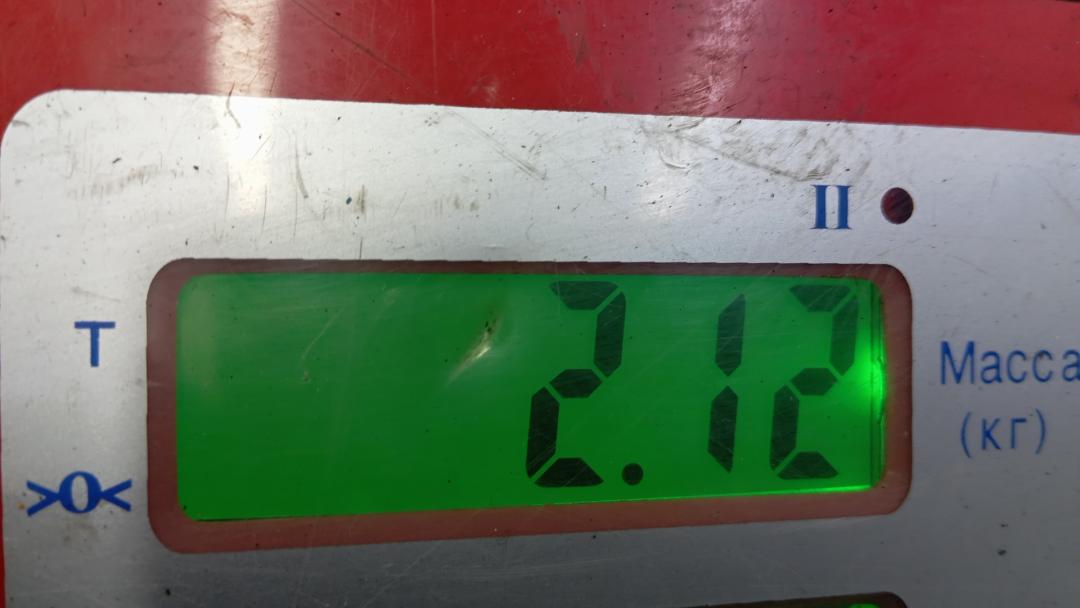 II
T
2.12
Масса
(кг)
>0<